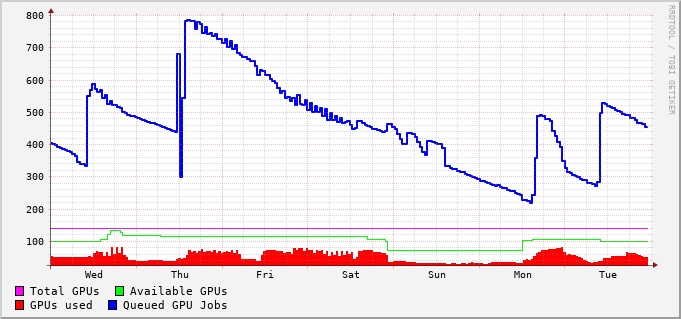 800
700
600
500
400
300
200
100
Wed Thu Fri Sat Sun Mon Tue
Total GPUs Available GPUs
GPUs used Queued GPU Jobs
RRDTOOL / TOBI OETIKER